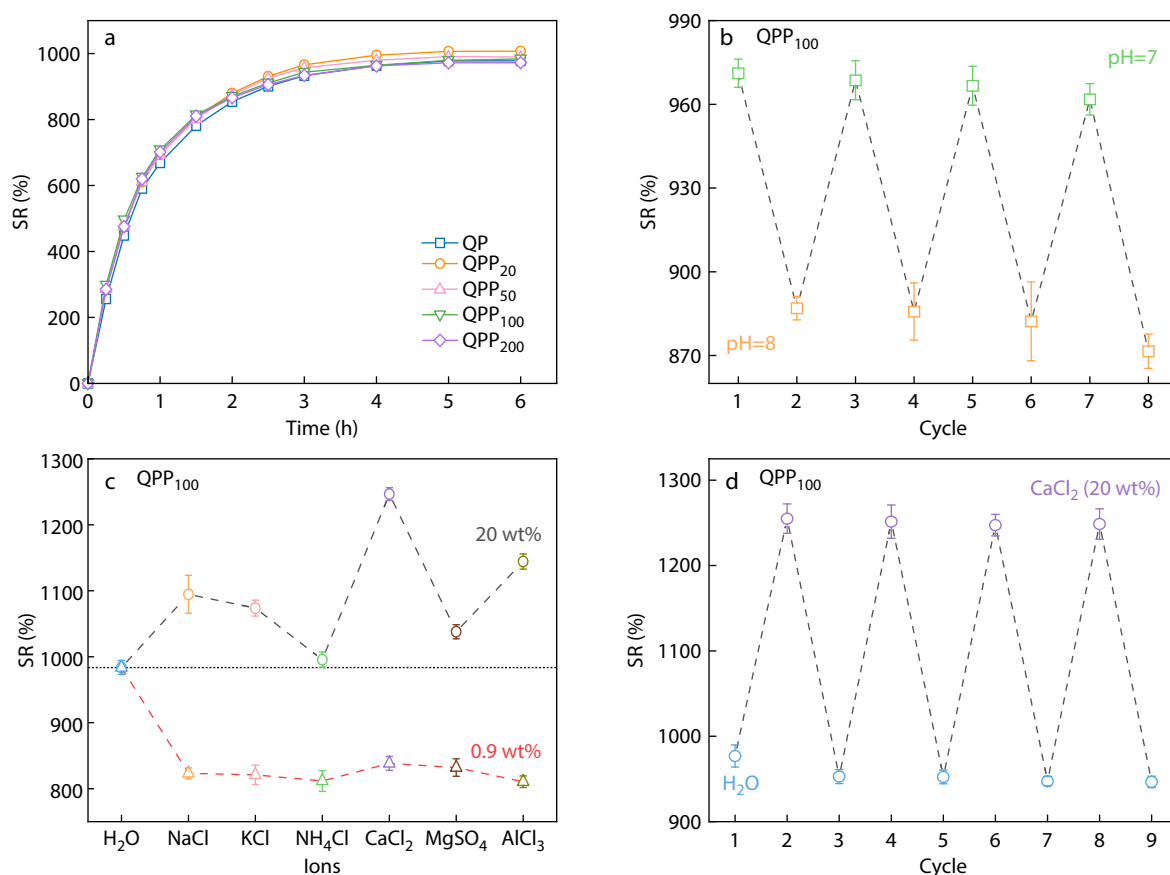 a
SR (%)
1000
800
600
400
200
0
0 1 2 3 4 5 6
Time (h)
QP
QPP20
QPP50
QPP100
QPP200
b QPP100
pH=7
pH=8
SR (%)
990
960
930
900
870
1 2 3 4 5 6 7 8
Cycle
c QPP100
20 wt%
0.9 wt%
SR (%)
1300
1200
1100
1000
900
800
H2O NaCl KCl NH4Cl CaCl2 MgSO4 AlCl3
Ions
d QPP100
CaCl2 (20 wt%)
H2O
SR (%)
1300
1200
1100
1000
900
1 2 3 4 5 6 7 8 9
Cycle